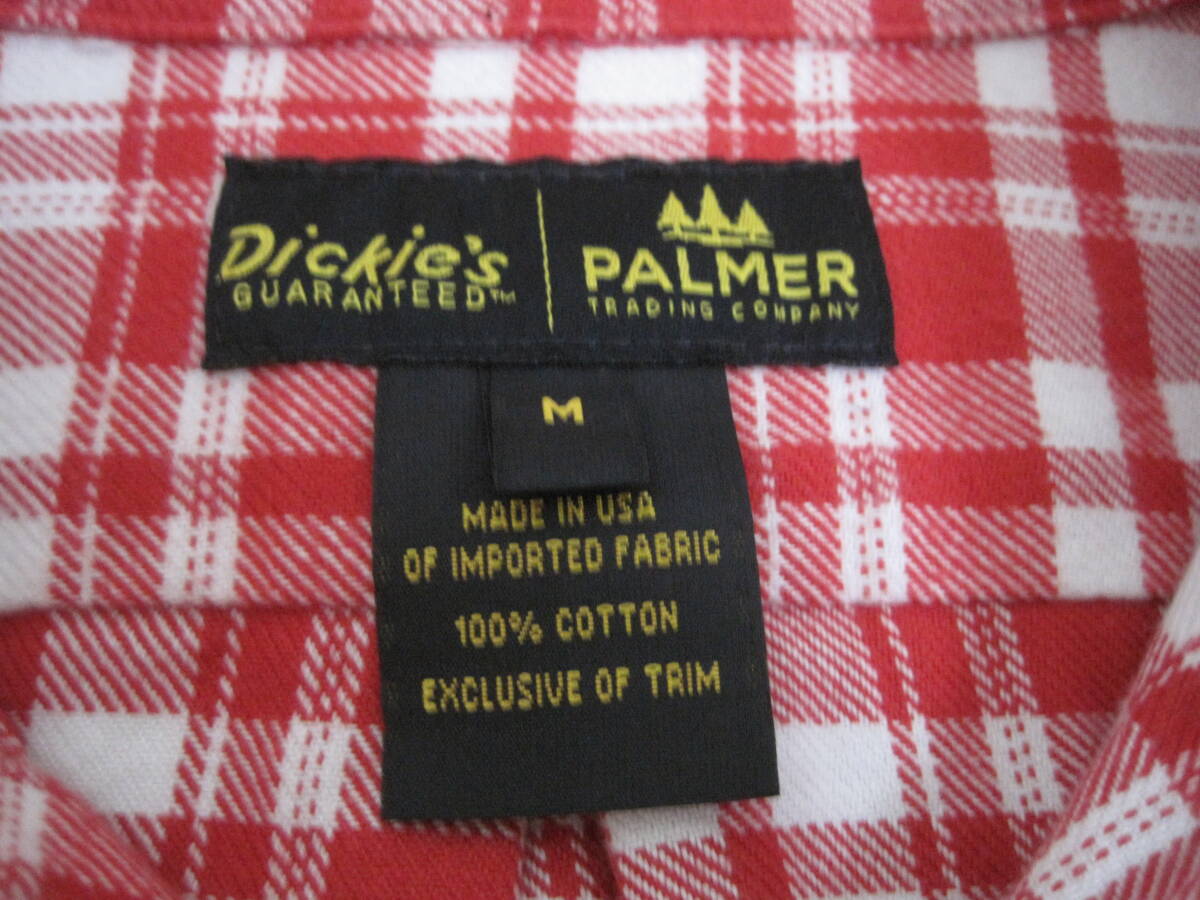 Dickie's
GUARANTEED™
PALMER
TRADING COMPANY
M
MADE IN USA
OF IMPORTED FABRIC
100% COTTON
EXCLUSIVE OF TRIM